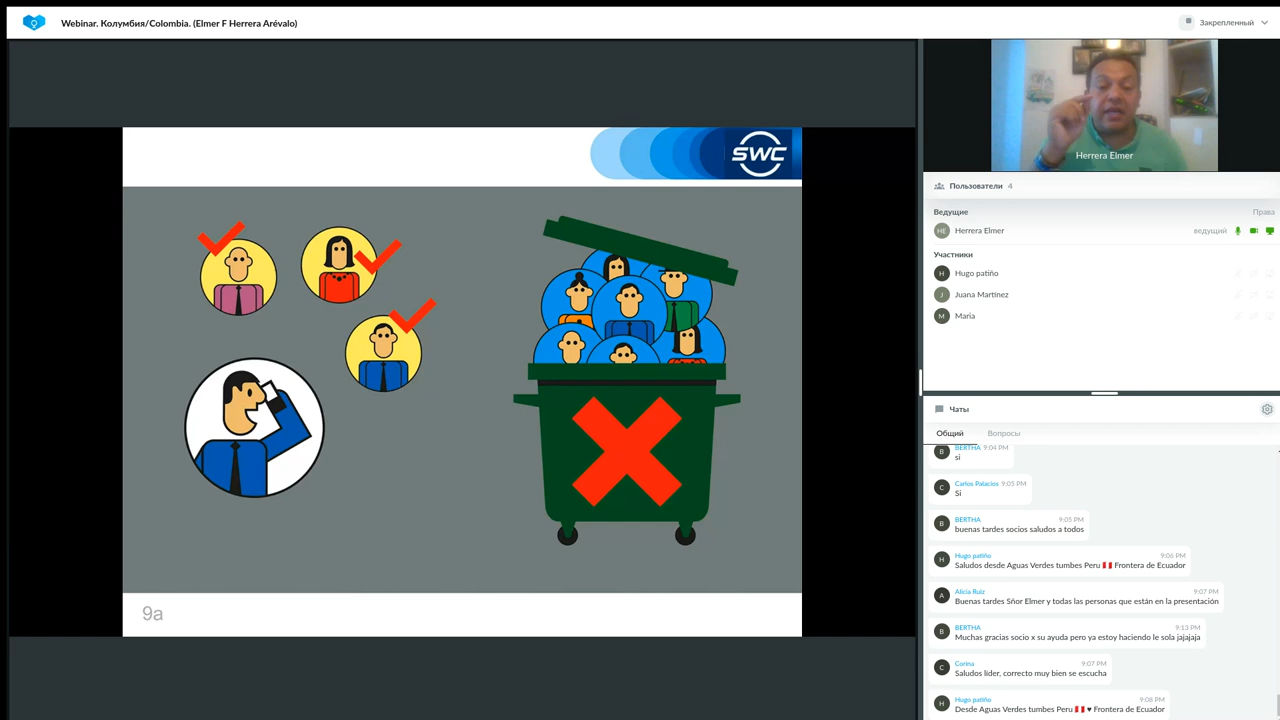 Webinar. Колумбия/Colombia. (Elmer F Herrera Arévalo)
Закрепленный
SWC
9a
Herrera Elmer
Пользователи 4
Ведущие
Права
HE
Herrera Elmer
ведущий
Участники
H
Hugo patiño
J
Juana Martínez
M
Maria
Чаты
Общий
Вопросы
B
BERTHA 9:04 PM
si
C
Carlos Palacios 9:05 PM
Si
B
BERTHA 9:05 PM
buenas tardes socios saludos a todos
H
Hugo patiño 9:06 PM
Saludos desde Aguas Verdes tumbes Peru 🇵🇪 Frontera de Ecuador
A
Alicia Ruiz 9:07 PM
Buenas tardes Sñor Elmer y todas las personas que están en la presentación
B
BERTHA 9:13 PM
Muchas gracias socio x su ayuda pero ya estoy haciendo le sola jajajaja
C
Corina 9:07 PM
Saludos líder, correcto muy bien se escucha
H
Hugo patiño 9:08 PM
Desde Aguas Verdes tumbes Peru 🇵🇪 ♥ Frontera de Ecuador